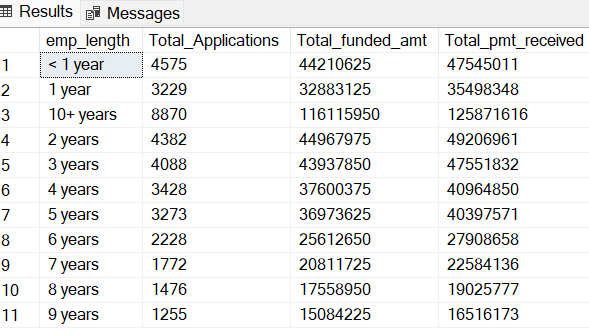 Results Messages
emp_length Total_Applications Total_funded_amt Total_pmt_received
1 < 1 year 4575 44210625 47545011
2 1 year 3229 32883125 35498348
3 10+ years 8870 116115950 125871616
4 2 years 4382 44967975 49206961
5 3 years 4088 43937850 47551832
6 4 years 3428 37600375 40964850
7 5 years 3273 36973625 40397571
8 6 years 2228 25612650 27908658
9 7 years 1772 20811725 22584136
10 8 years 1476 17558950 19025777
11 9 years 1255 15084225 16516173